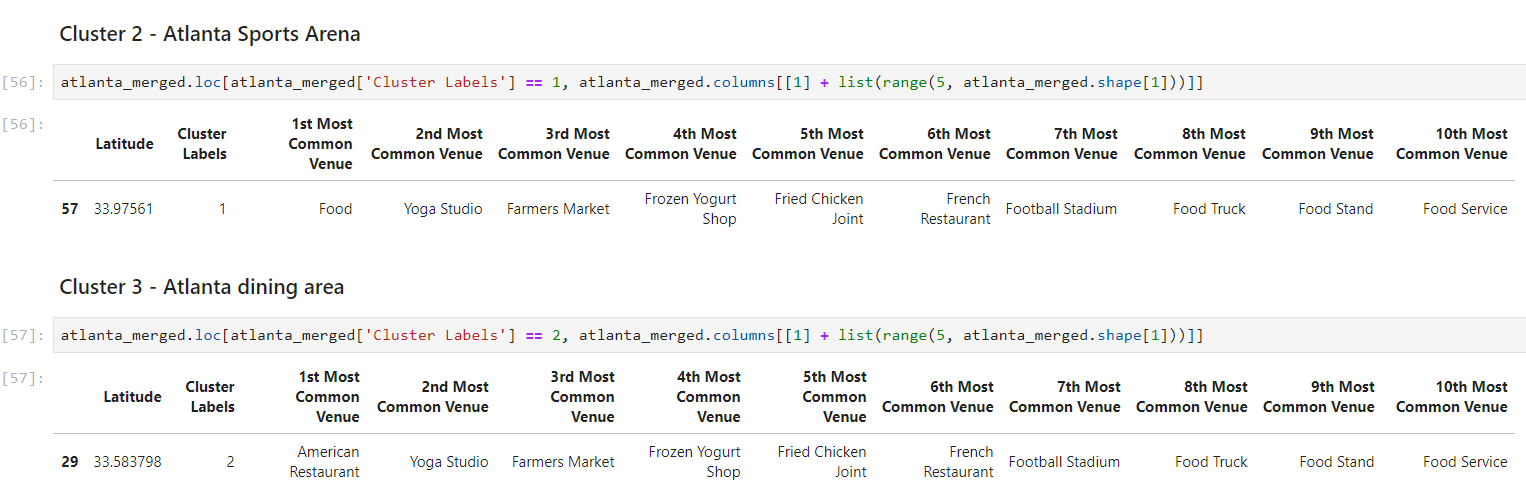 Cluster 2 - Atlanta Sports Arena
[56]: atlanta_merged.loc[atlanta_merged['Cluster Labels'] == 1, atlanta_merged.columns[[1] + list(range(5, atlanta_merged.shape[1]))]]
[56]:
Latitude Cluster Labels 1st Most Common Venue 2nd Most Common Venue 3rd Most Common Venue 4th Most Common Venue 5th Most Common Venue 6th Most Common Venue 7th Most Common Venue 8th Most Common Venue 9th Most Common Venue 10th Most Common Venue
57 33.97561 1 Food Yoga Studio Farmers Market Frozen Yogurt Shop Fried Chicken Joint French Restaurant Football Stadium Food Truck Food Stand Food Service
Cluster 3 - Atlanta dining area
[57]: atlanta_merged.loc[atlanta_merged['Cluster Labels'] == 2, atlanta_merged.columns[[1] + list(range(5, atlanta_merged.shape[1]))]]
[57]:
Latitude Cluster Labels 1st Most Common Venue 2nd Most Common Venue 3rd Most Common Venue 4th Most Common Venue 5th Most Common Venue 6th Most Common Venue 7th Most Common Venue 8th Most Common Venue 9th Most Common Venue 10th Most Common Venue
29 33.583798 2 American Restaurant Yoga Studio Farmers Market Frozen Yogurt Shop Fried Chicken Joint French Restaurant Football Stadium Food Truck Food Stand Food Service